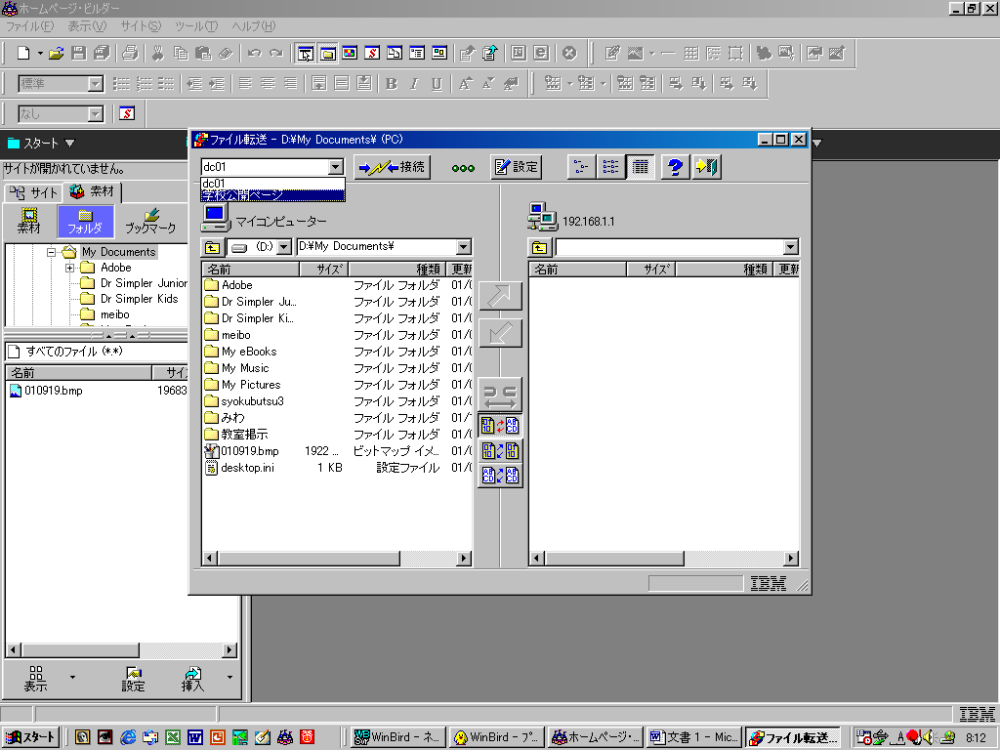 ホームページ・ビルダー
ファイル(F) 表示(V) サイト(S) ツール(T) ヘルプ(H)
標準
なし
スタート
サイトが開かれていません。
サイト 素材
素材 フォルダ ブックマーク
My Documents
Adobe
Dr Simpler Junior
Dr Simpler Kids
meibo
すべてのファイル (*.*)
名前 サイ
010919.bmp 19683
表示 設定 挿入
ファイル転送 - D:¥My Documents¥ (PC)
dc01
接続 設定
dc01
学校公開ページ
マイコンピューター
(D:) D:¥My Documents¥
名前 サイズ 種類 更新
Adobe ファイル フォルダ 01/0
Dr Simpler Ju... ファイル フォルダ 01/0
Dr Simpler Ki... ファイル フォルダ 01/0
meibo ファイル フォルダ 01/0
My eBooks ファイル フォルダ 01/0
My Music ファイル フォルダ 01/0
My Pictures ファイル フォルダ 01/0
syokubutsu3 ファイル フォルダ 01/0
みわ ファイル フォルダ 01/0
教室掲示 ファイル フォルダ 01/0
010919.bmp 1922 ... ビットマップ イメ... 01/0
desktop.ini 1 KB 設定ファイル 01/0
192.168.1.1
名前 サイズ 種類 更新
IBM
IBM
スタート
WinBird - ネ...
WinBird - プ...
ホームページ・...
文書 1 - Mic...
ファイル転送...
8:12